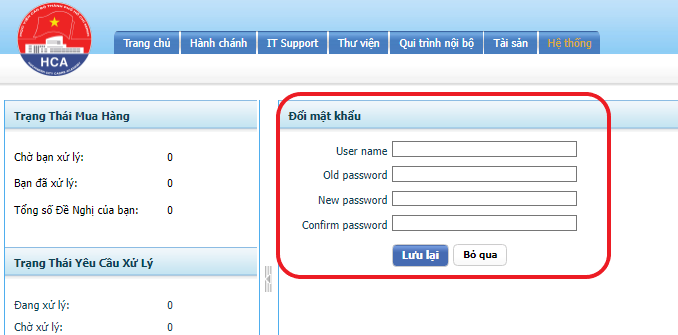 HCA
Trang chủ Hành chánh IT Support Thư viện Qui trình nội bộ Tài sản Hệ thống
Trạng Thái Mua Hàng
Chờ bạn xử lý: 0
Bạn đã xử lý: 0
Tổng số Đề Nghị của bạn: 0
Trạng Thái Yêu Cầu Xử Lý
Đang xử lý: 0
Chờ xử lý: 0
Đổi mật khẩu
User name
Old password
New password
Confirm password
Lưu lại Bỏ qua